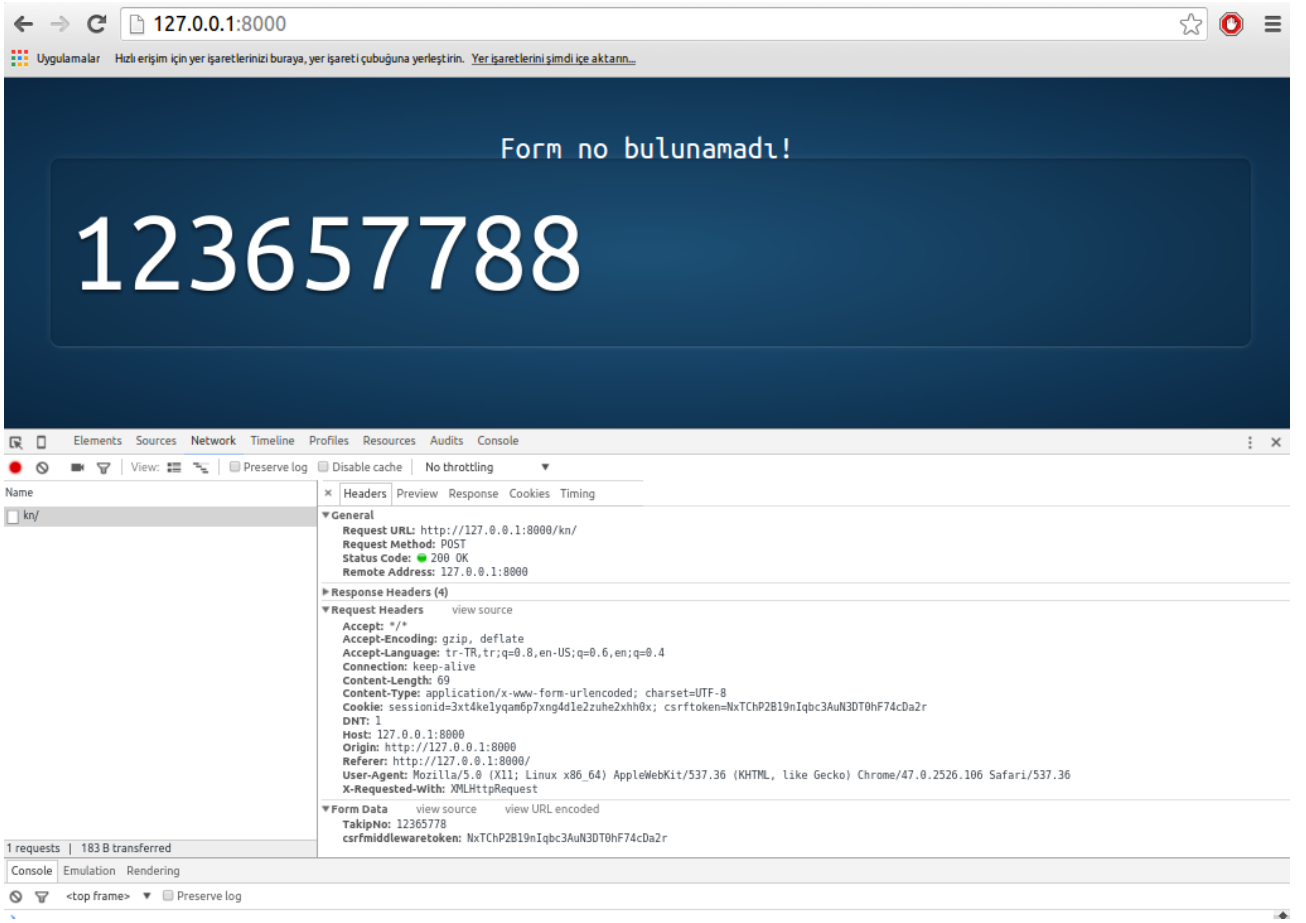 127.0.0.1:8000
Uygulamalar Hızlı erişim için yer işaretlerinizi buraya, yer işareti çubuğuna yerleştirin. Yer işaretlerini şimdi içe aktarın...
Form no bulunamadı!
123657788
Elements Sources Network Timeline Profiles Resources Audits Console
View: Preserve log Disable cache No throttling
Name
kn/
× Headers Preview Response Cookies Timing
General
Request URL: http://127.0.0.1:8000/kn/
Request Method: POST
Status Code: 200 OK
Remote Address: 127.0.0.1:8000
Response Headers (4)
Request Headers view source
Accept: */*
Accept-Encoding: gzip, deflate
Accept-Language: tr-TR,tr;q=0.8,en-US;q=0.6,en;q=0.4
Connection: keep-alive
Content-Length: 69
Content-Type: application/x-www-form-urlencoded; charset=UTF-8
Cookie: sessionid=3xt4ke1yqam6p7xng4d1e2zuhe2xhh0x; csrftoken=NxTChP2B19nIqbc3AuN3DT0hF74cDa2r
DNT: 1
Host: 127.0.0.1:8000
Origin: http://127.0.0.1:8000
Referer: http://127.0.0.1:8000/
User-Agent: Mozilla/5.0 (X11; Linux x86_64) AppleWebKit/537.36 (KHTML, like Gecko) Chrome/47.0.2526.106 Safari/537.36
X-Requested-With: XMLHttpRequest
Form Data view source view URL encoded
TakipNo: 12365778
csrfmiddlewaretoken: NxTChP2B19nIqbc3AuN3DT0hF74cDa2r
1 requests | 183 B transferred
Console Emulation Rendering
<top frame> ▼ Preserve log